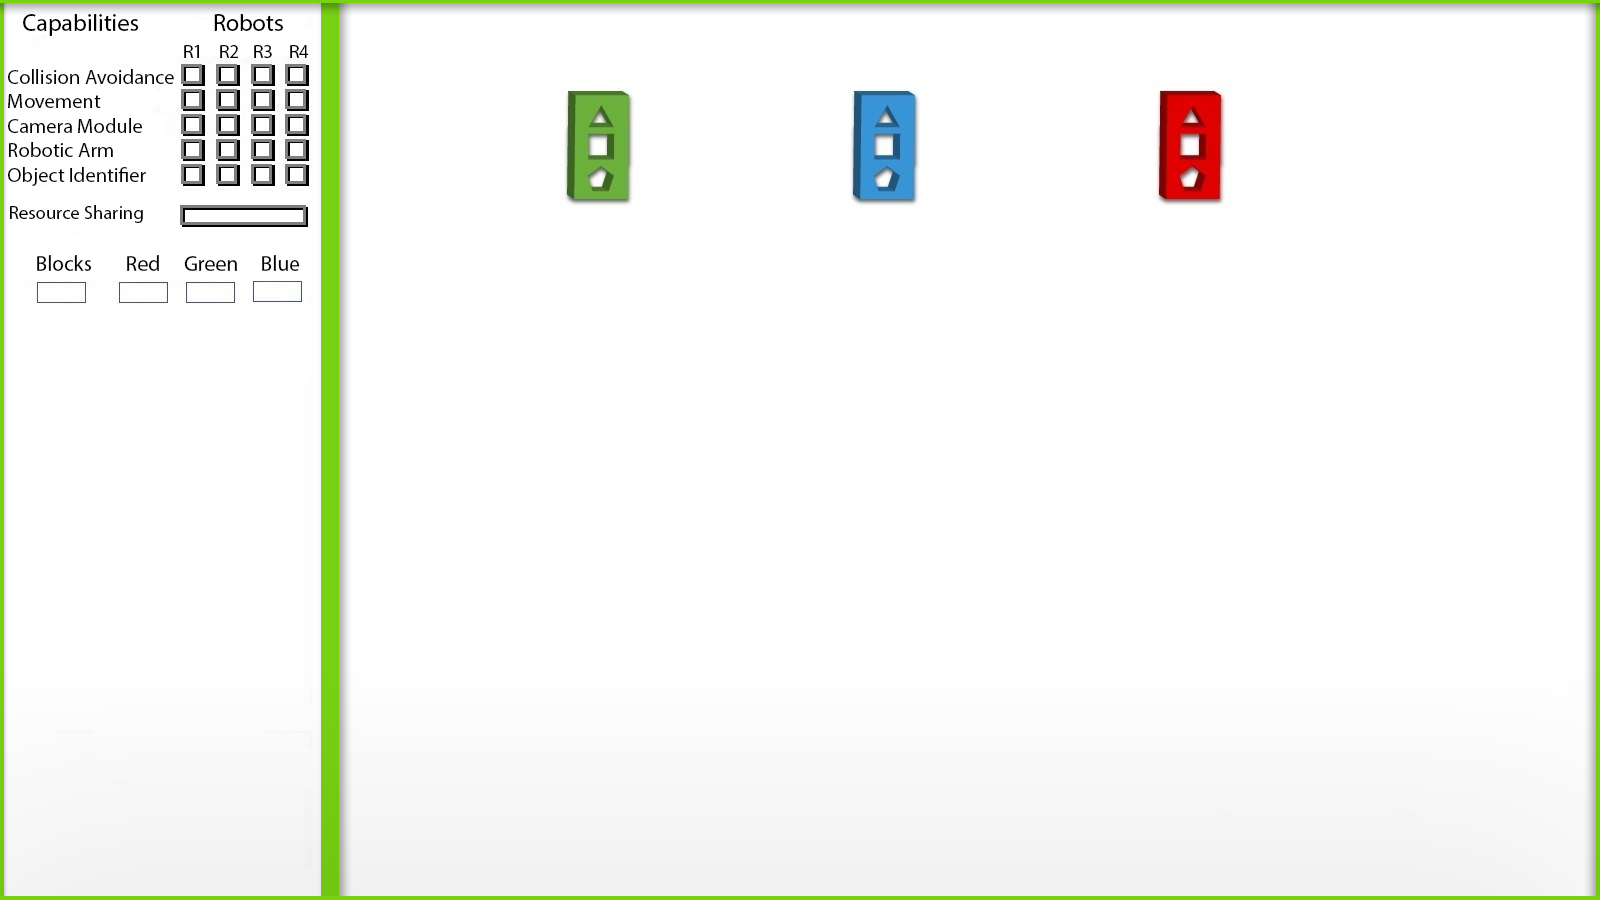 Capabilities Robots
R1 R2 R3 R4
Collision Avoidance
Movement
Camera Module
Robotic Arm
Object Identifier
Resource Sharing
Blocks Red Green Blue